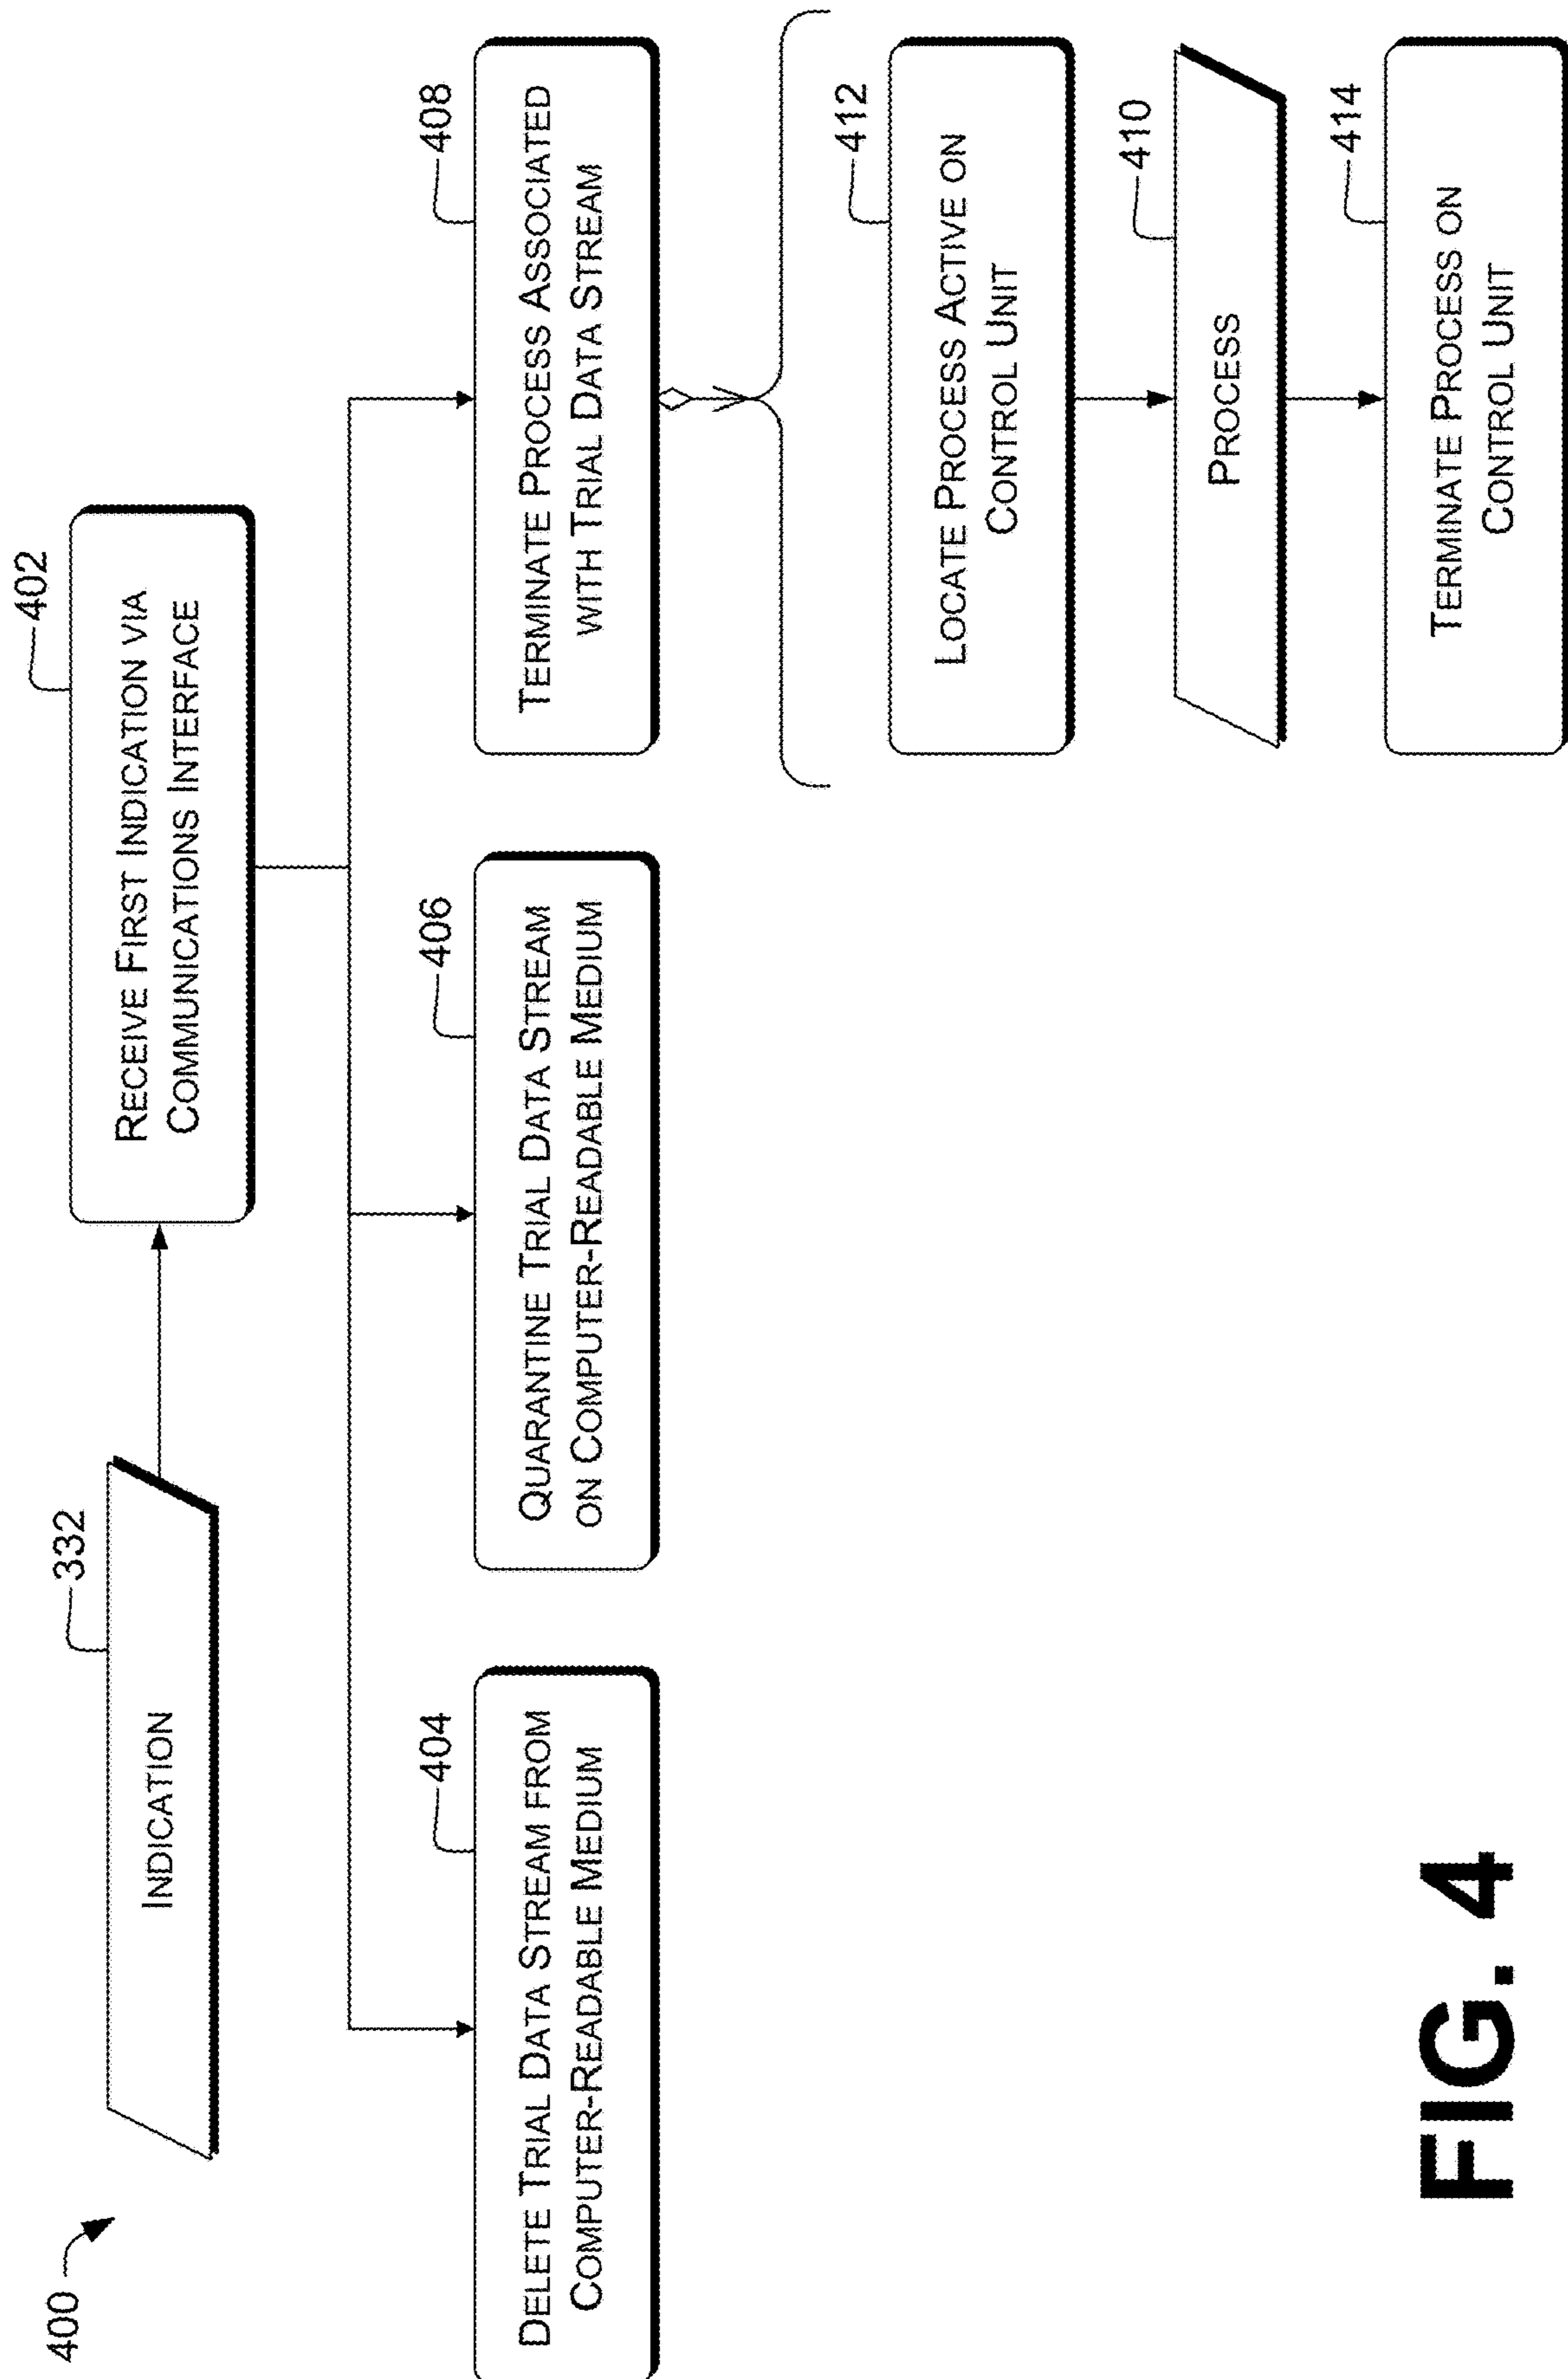 400
332
INDICATION
402
RECEIVE FIRST INDICATION VIA
COMMUNICATIONS INTERFACE
404
DELETE TRIAL DATA STREAM FROM
COMPUTER-READABLE MEDIUM
406
QUARANTINE TRIAL DATA STREAM
ON COMPUTER-READABLE MEDIUM
408
TERMINATE PROCESS ASSOCIATED
WITH TRIAL DATA STREAM
412
LOCATE PROCESS ACTIVE ON
CONTROL UNIT
410
PROCESS
414
TERMINATE PROCESS ON
CONTROL UNIT
FIG. 4